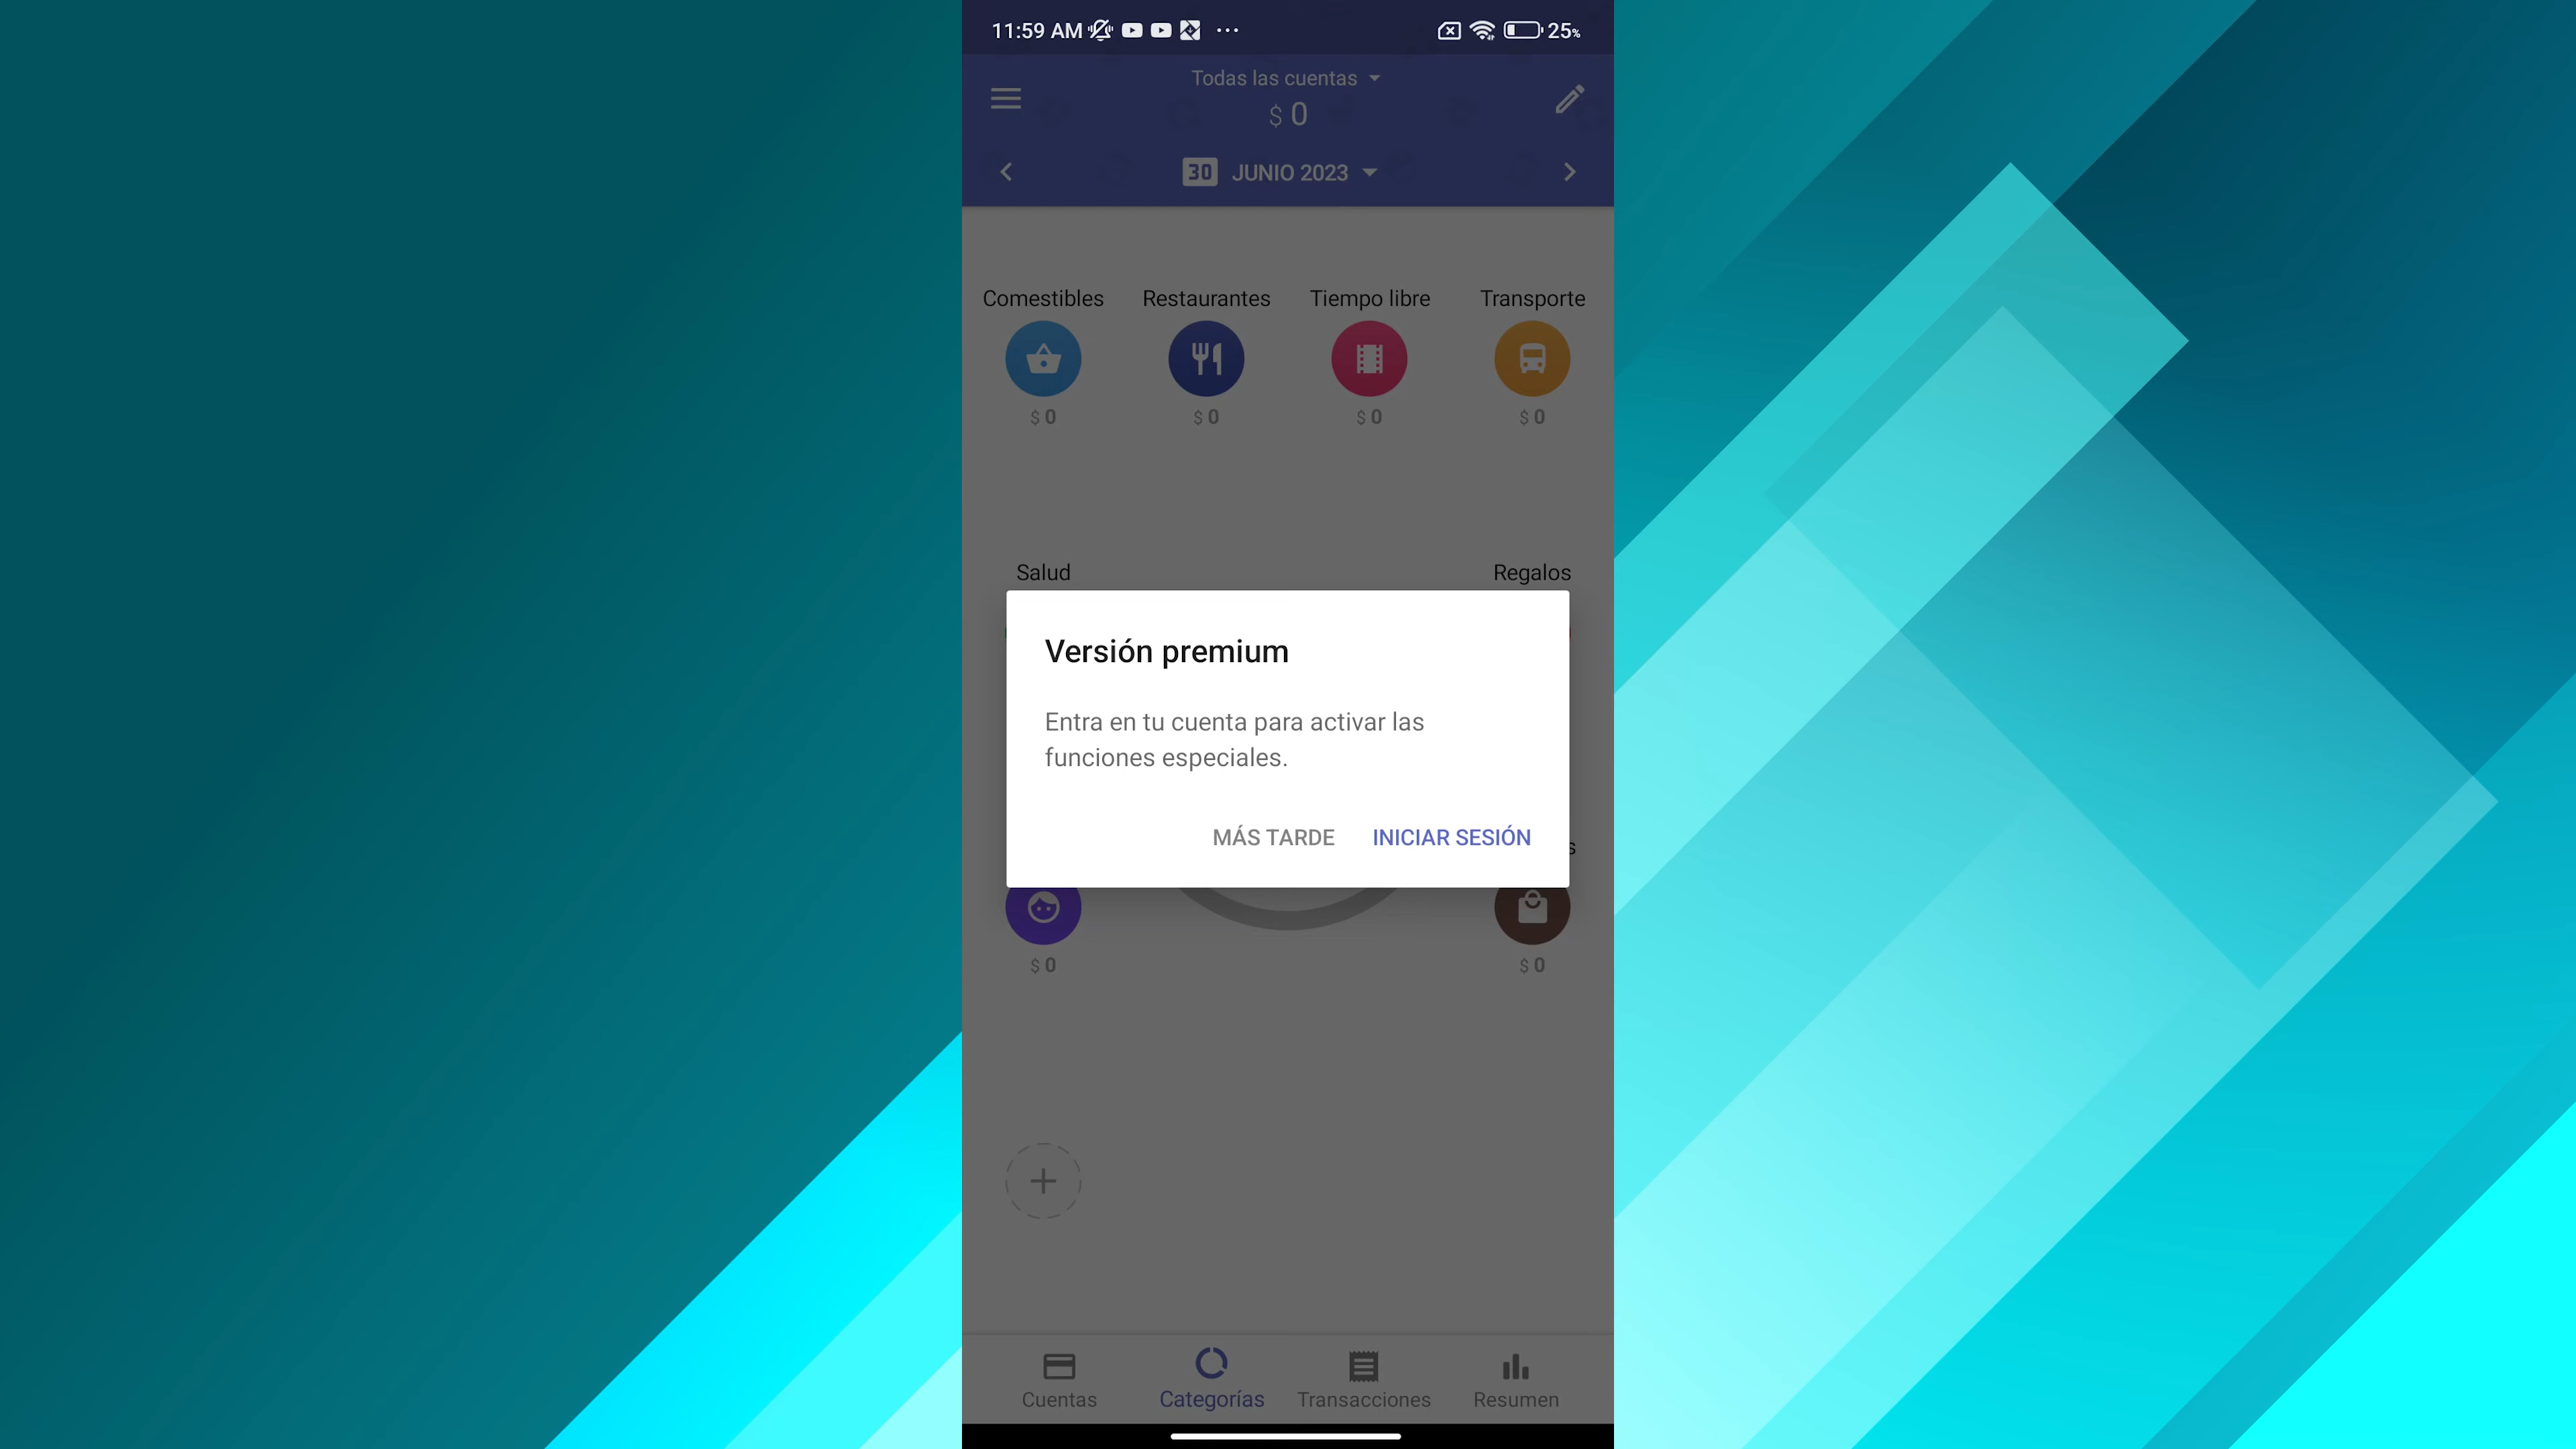 11:59 AM
25%
Todas las cuentas
$ 0
30 JUNIO 2023
Comestibles Restaurantes Tiempo libre Transporte
$ 0 $ 0 $ 0 $ 0
Salud Regalos
Versión premium
Entra en tu cuenta para activar las
funciones especiales.
MÁS TARDE INICIAR SESIÓN
s
$ 0 $ 0
Cuentas Categorías Transacciones Resumen